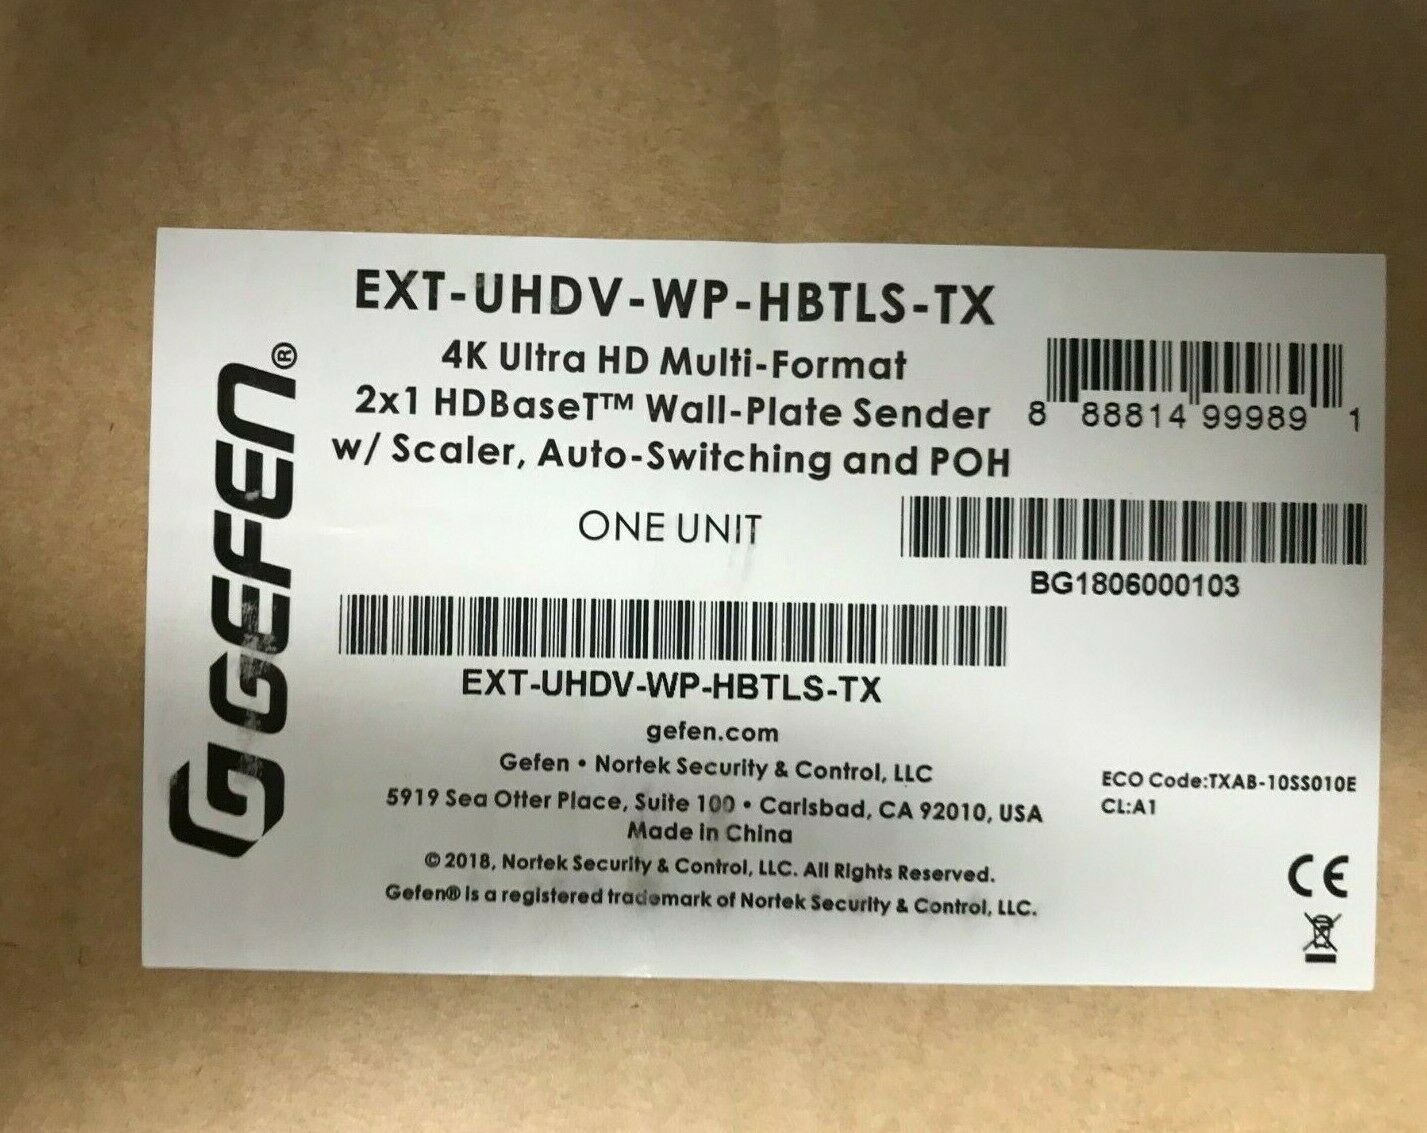 GEFEN®
EXT-UHDV-WP-HBTLS-TX
4K Ultra HD Multi-Format
2x1 HDBaseT™ Wall-Plate Sender
w/ Scaler, Auto-Switching and POH
8 88814 99989 1
ONE UNIT
BG1806000103
EXT-UHDV-WP-HBTLS-TX
gefen.com
Gefen • Nortek Security & Control, LLC
5919 Sea Otter Place, Suite 100 • Carlsbad, CA 92010, USA
Made in China
© 2018, Nortek Security & Control, LLC. All Rights Reserved.
Gefen® is a registered trademark of Nortek Security & Control, LLC.
ECO Code:TXAB-10SS010E
CL:A1
CE